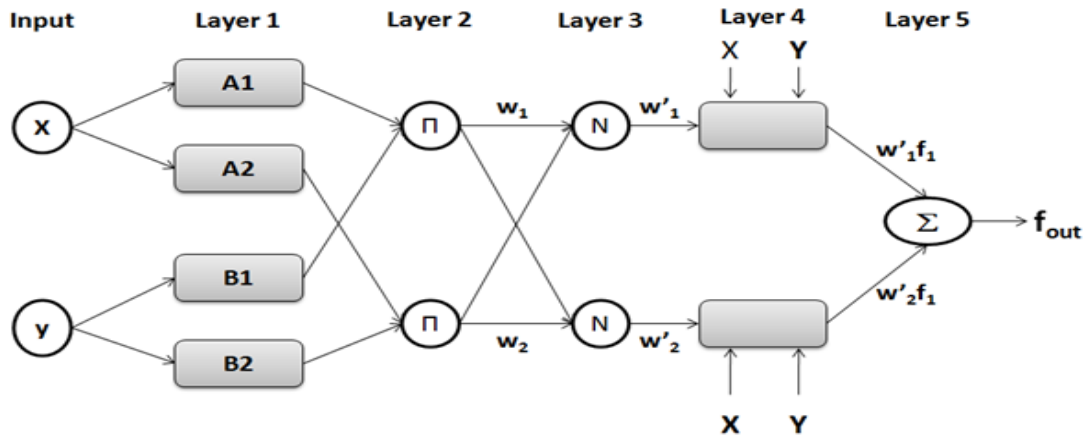 Input Layer 1 Layer 2 Layer 3 Layer 4 Layer 5
X Y
A1
X Π w₁ N w'₁
A2 w'₁f₁
Σ f_out
B1
y Π w₂ N w'₂ w'₂f₁
B2
X Y